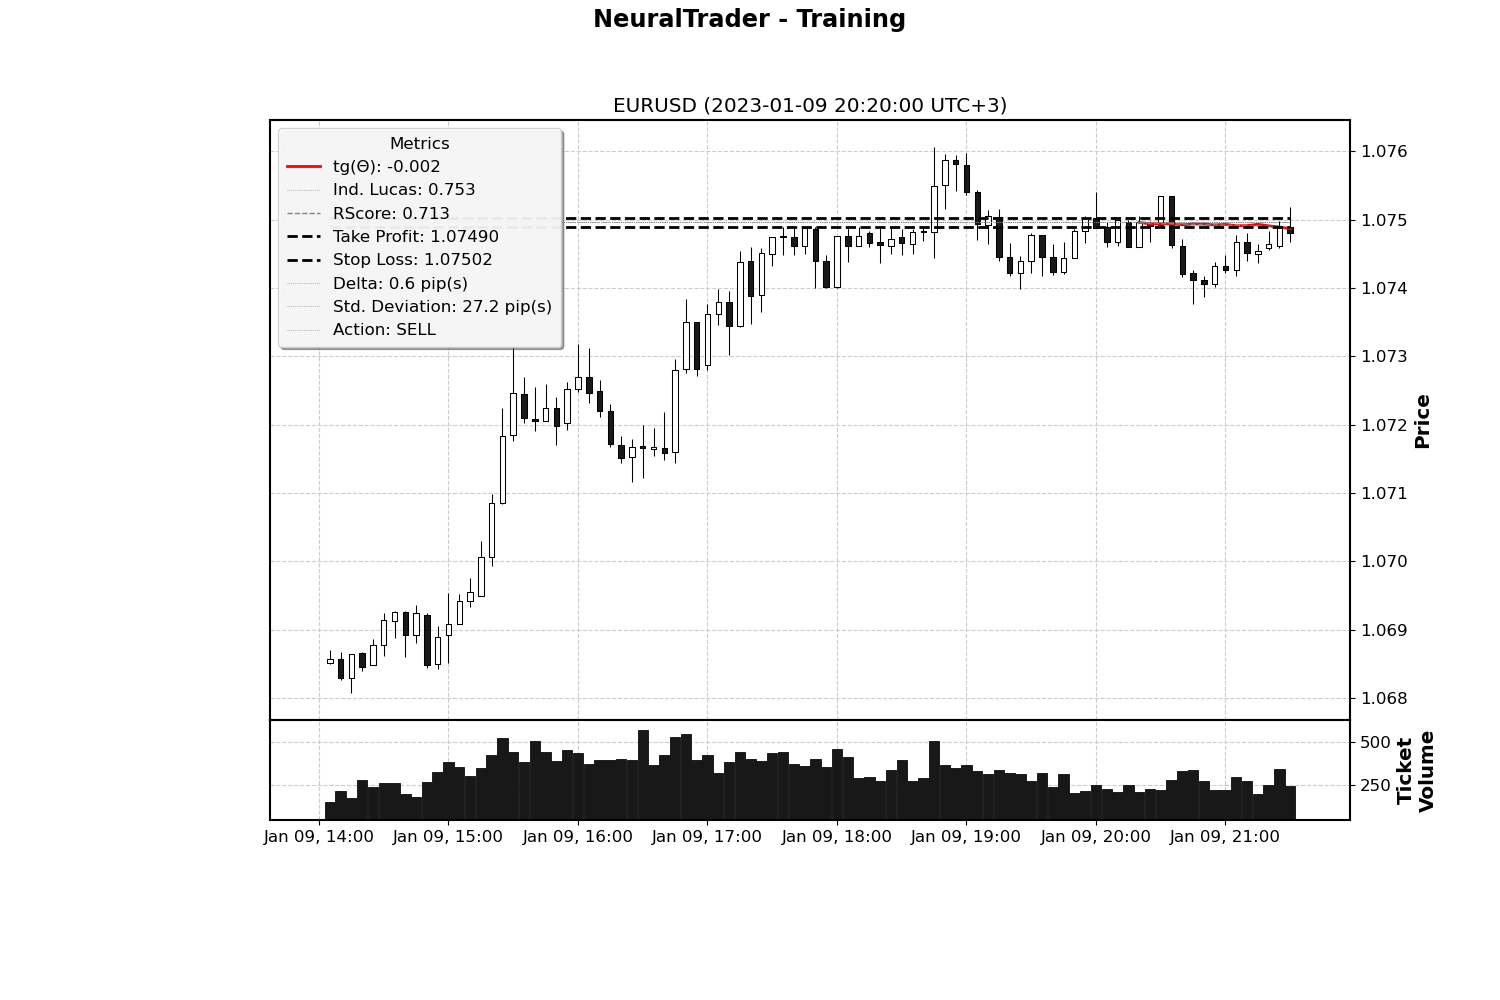 NeuralTrader - Training
EURUSD (2023-01-09 20:20:00 UTC+3)
Metrics
tg(Θ): -0.002
Ind. Lucas: 0.753
RScore: 0.713
Take Profit: 1.07490
Stop Loss: 1.07502
Delta: 0.6 pip(s)
Std. Deviation: 27.2 pip(s)
Action: SELL
1.076
1.075
1.074
1.073
1.072
1.071
1.070
1.069
1.068
Price
500
250
Ticket
Volume
Jan 09, 14:00
Jan 09, 15:00
Jan 09, 16:00
Jan 09, 17:00
Jan 09, 18:00
Jan 09, 19:00
Jan 09, 20:00
Jan 09, 21:00